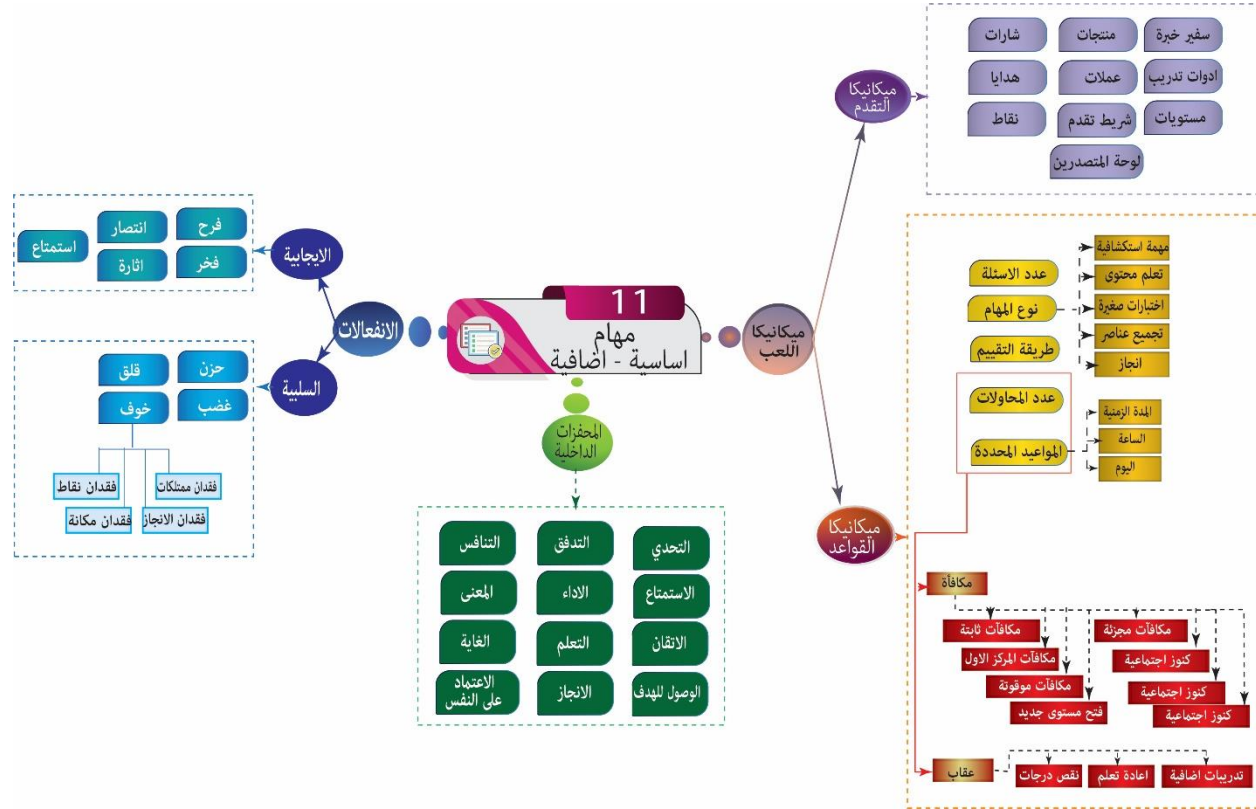 11
مهام
اساسية - اضافية
ميكانيكا
اللعب
ميكانيكا
التقدم
سفير خبرة
منتجات
شارات
ادوات تدريب
عملات
هدايا
مستويات
شريط تقدم
نقاط
لوحة المتصدرين
ميكانيكا
القواعد
عدد الاسئلة
نوع المهام
طريقة التقييم
عدد المحاولات
المواعيد المحددة
مهمة استكشافية
تعلم محتوى
اختبارات صغيرة
تجميع عناصر
انجاز
المدة الزمنية
الساعة
اليوم
مكافأة
مكافآت مجزئة
مكافآت ثابتة
كنوز اجتماعية
مكافآت المركز الاول
كنوز اجتماعية
مكافآت موقوتة
كنوز اجتماعية
فتح مستوى جديد
عقاب
تدريبات اضافية
اعادة تعلم
نقص درجات
المحفزات
الداخلية
التحدي
التدفق
التنافس
الاستمتاع
الاداء
المعنى
الاتقان
التعلم
الغاية
الوصول للهدف
الانجاز
الاعتماد
على النفس
الانفعالات
الايجابية
فرح
انتصار
استمتاع
فخر
اثارة
السلبية
حزن
قلق
غضب
خوف
فقدان ممتلكات
فقدان نقاط
فقدان الانجاز
فقدان مكانة